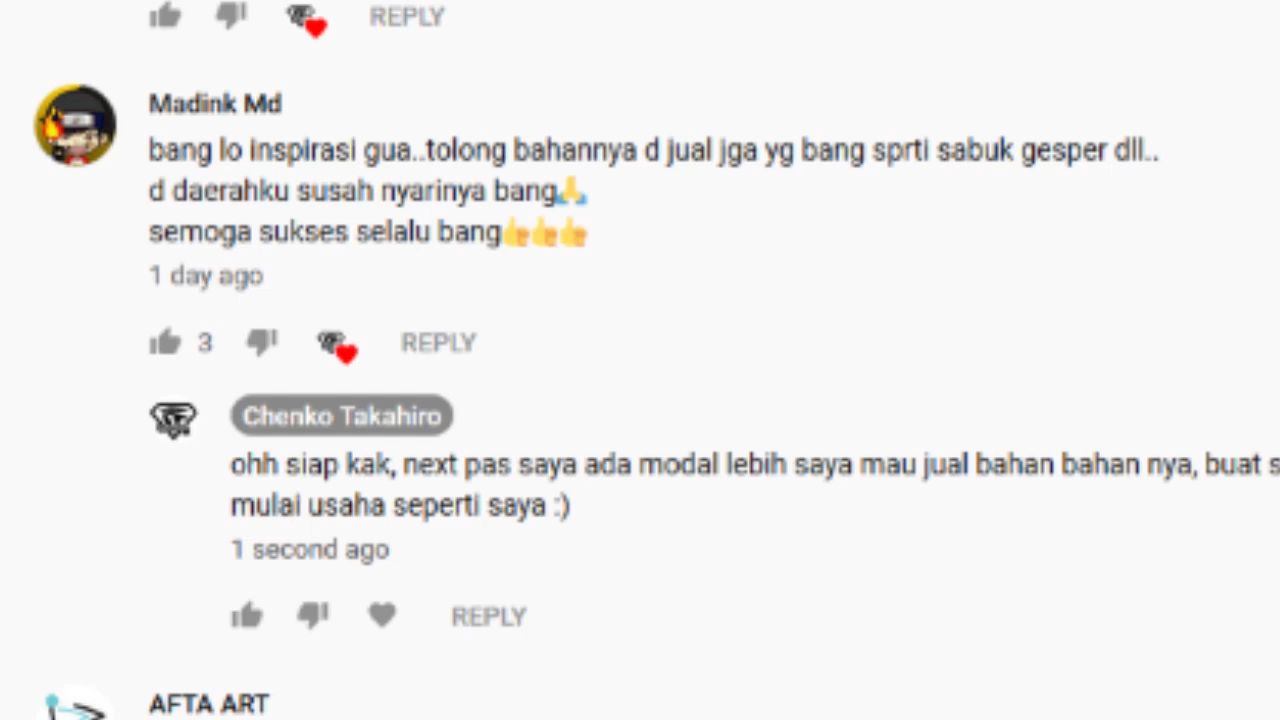 REPLY
Madink Md
bang lo inspirasi gua..tolong bahannya d jual jga yg bang sprti sabuk gesper dll..
d daerahku susah nyarinya bang🙏
semoga sukses selalu bang👍👍👍
1 day ago
3 REPLY
Chenko Takahiro
ohh siap kak, next pas saya ada modal lebih saya mau jual bahan bahan nya, buat
mulai usaha seperti saya :)
1 second ago
REPLY
AFTA ART